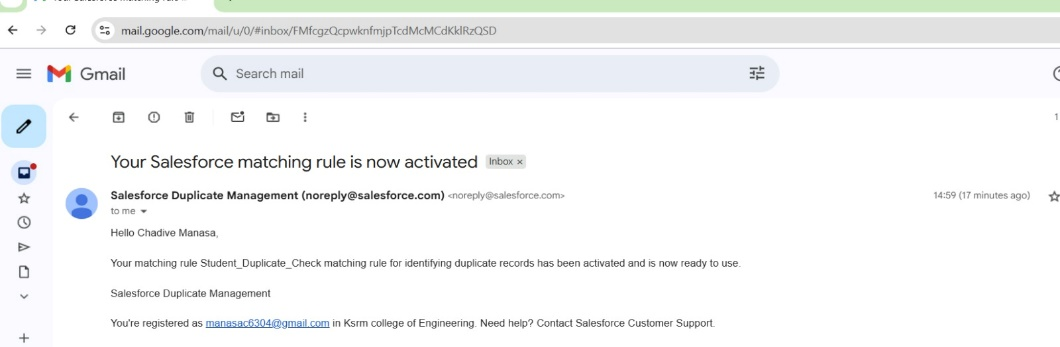 mail.google.com/mail/u/0/#inbox/FMfcgzQcpwknfmjpTcdMcMCdKklRzQSD
Gmail
Search mail
Your Salesforce matching rule is now activated Inbox ×
Salesforce Duplicate Management (noreply@salesforce.com) <noreply@salesforce.com> 14:59 (17 minutes ago)
to me
Hello Chadive Manasa,
Your matching rule Student_Duplicate_Check matching rule for identifying duplicate records has been activated and is now ready to use.
Salesforce Duplicate Management
You're registered as manasac6304@gmail.com in Ksrm college of Engineering. Need help? Contact Salesforce Customer Support.